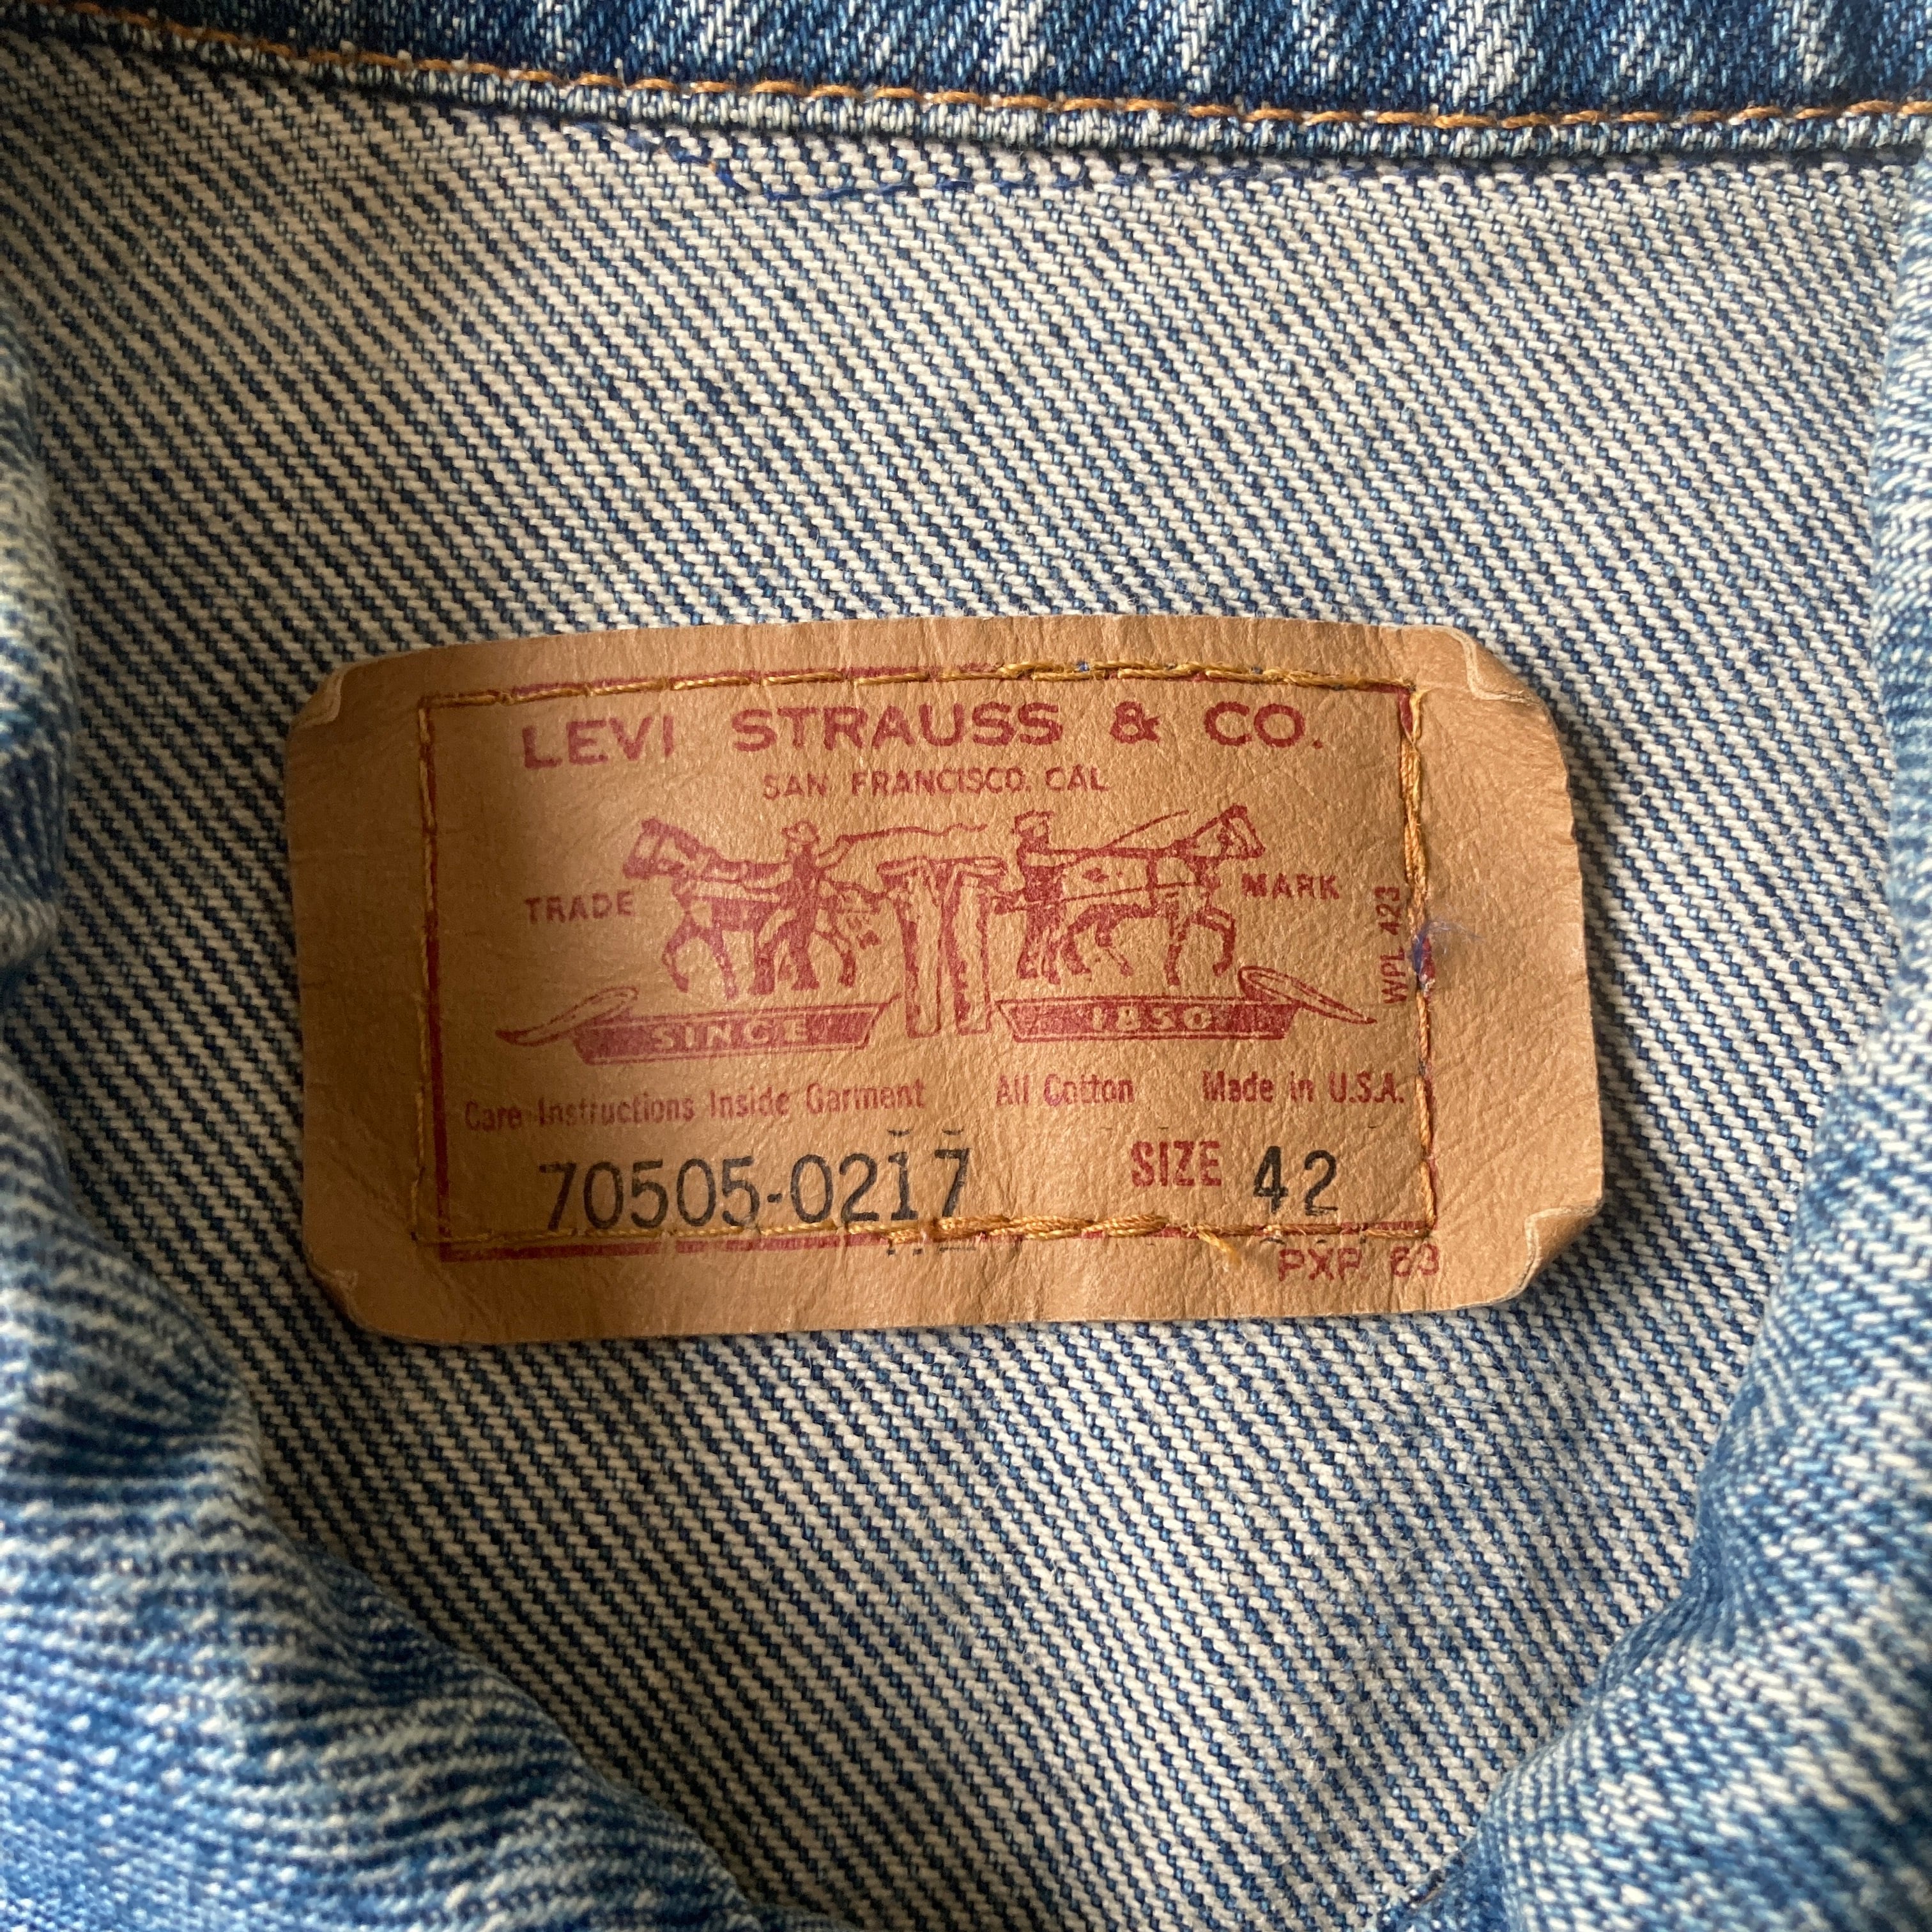 LEVI STRAUSS & CO.
SAN FRANCISCO. CAL
TRADE MARK
WPL 423
SINCE 1850
Care Instructions Inside Garment All Cotton Made in U.S.A.
70505-0217 SIZE 42
PXP 63